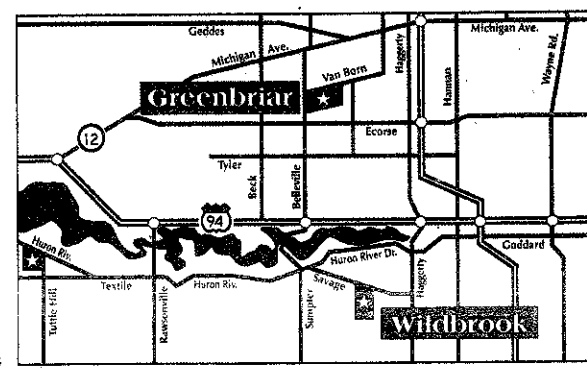 Geddes
Michigan Ave.
Michigan Ave.
Haggerty
Wayne Rd.
Van Born
Hannan
Greenbriar
Ecorse
12
Tyler
Beck
Belleville
94
Huron Riv.
Huron River Dr.
Goddard
Haggerty
Textile
Huron Riv.
Savage
Tuttle Hill
Rawsonville
Sumpter
Wildbrook